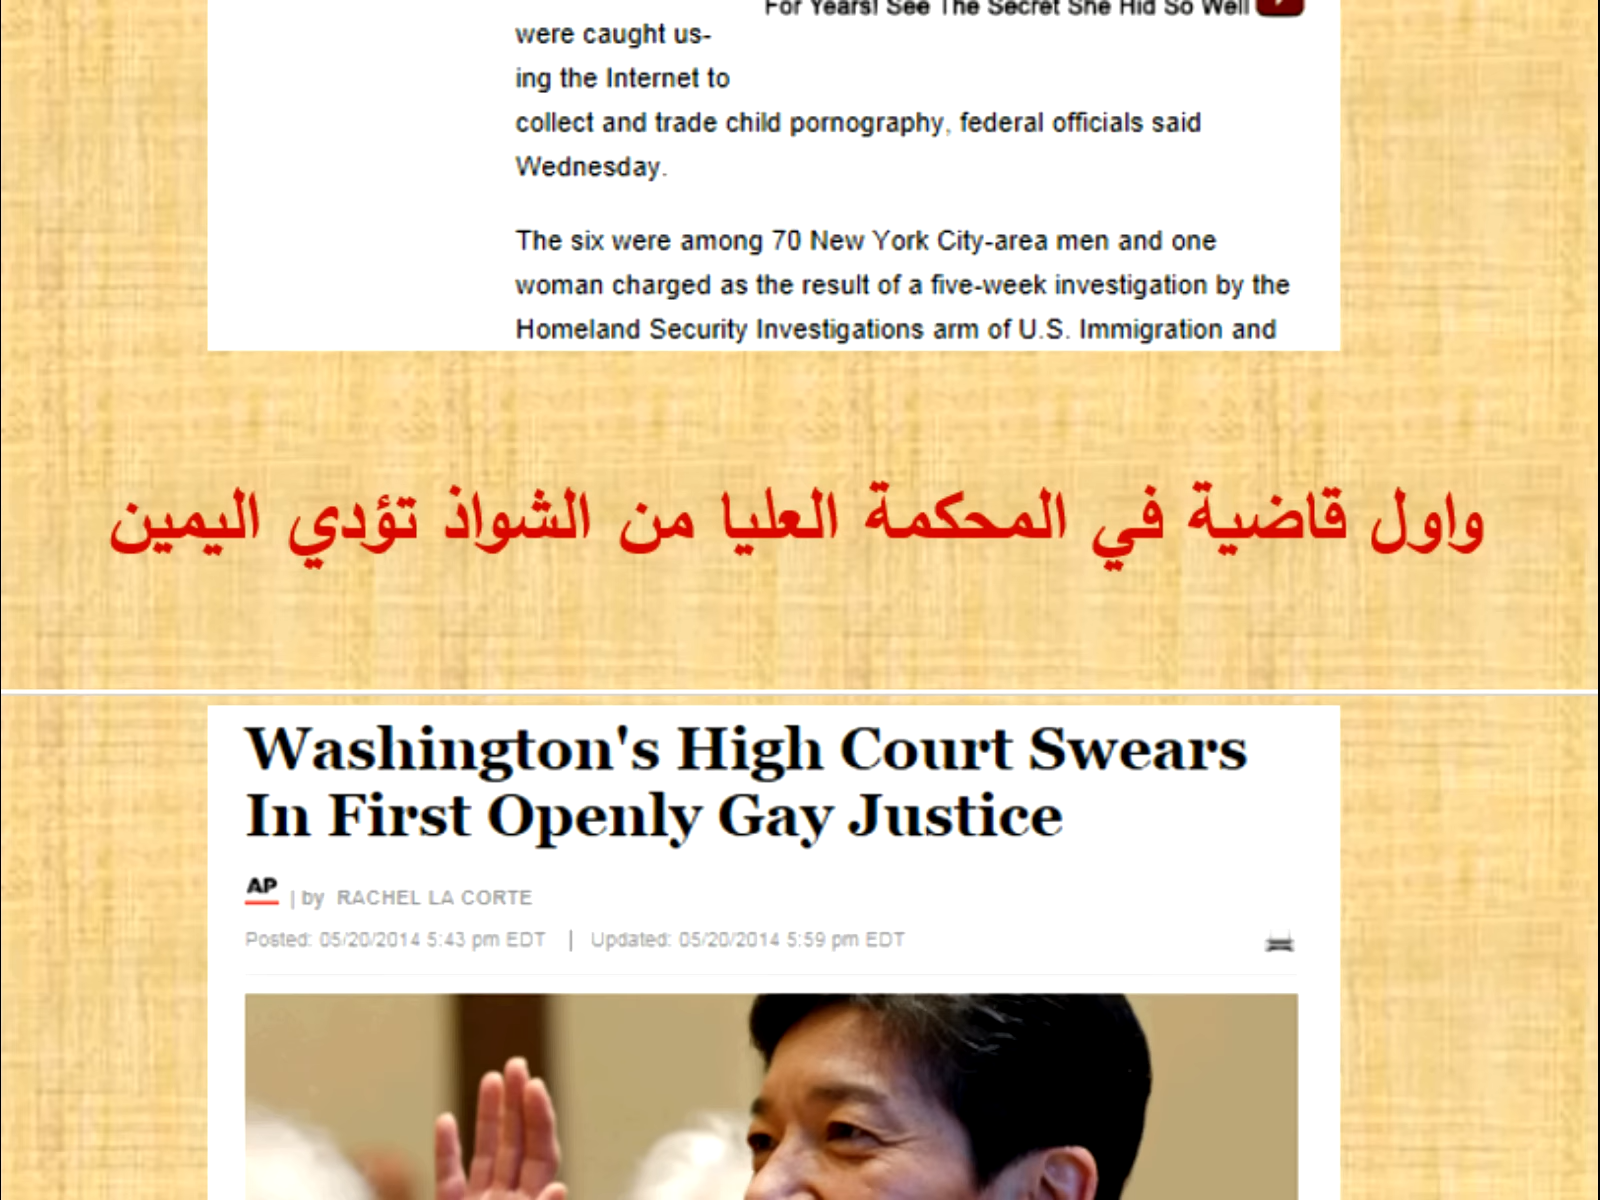 For Years! See The Secret She Hid So Well
were caught us-
ing the Internet to
collect and trade child pornography, federal officials said
Wednesday.
The six were among 70 New York City-area men and one
woman charged as the result of a five-week investigation by the
Homeland Security Investigations arm of U.S. Immigration and
واول قاضية في المحكمة العليا من الشواذ تؤدي اليمين
Washington's High Court Swears
In First Openly Gay Justice
AP | by RACHEL LA CORTE
Posted: 05/20/2014 5:43 pm EDT | Updated: 05/20/2014 5:59 pm EDT